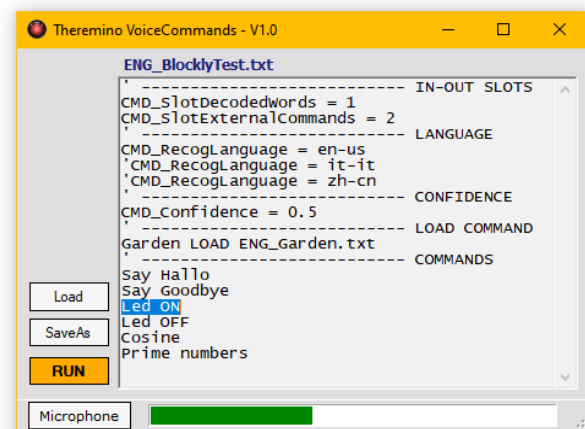 Theremino VoiceCommands - V1.0
ENG_BlocklyTest.txt
' --------------------------- IN-OUT SLOTS
CMD_SlotDecodedWords = 1
CMD_SlotExternalCommands = 2
' --------------------------- LANGUAGE
CMD_RecogLanguage = en-us
'CMD_RecogLanguage = it-it
'CMD_RecogLanguage = zh-cn
' --------------------------- CONFIDENCE
CMD_Confidence = 0.5
' --------------------------- LOAD COMMAND
Garden LOAD ENG_Garden.txt
' --------------------------- COMMANDS
Say Hallo
Say Goodbye
Led ON
Led OFF
Cosine
Prime numbers
Load
SaveAs
RUN
Microphone